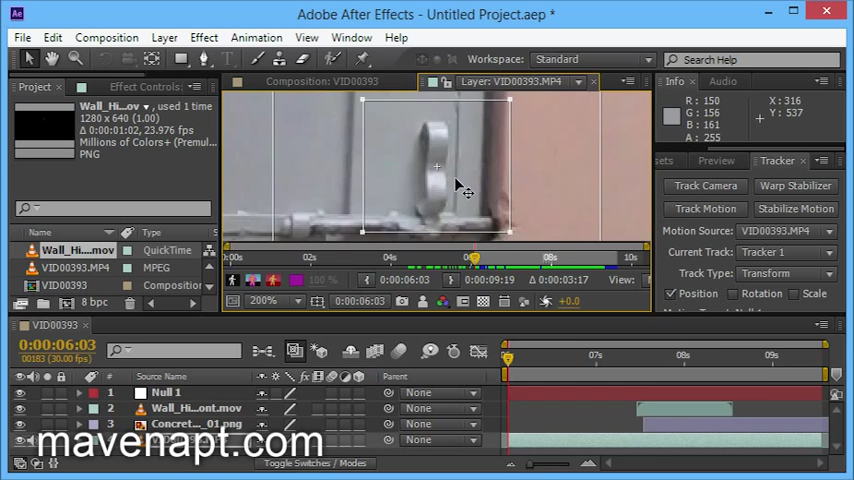 Adobe After Effects - Untitled Project.aep *
File Edit Composition Layer Effect Animation View Window Help
Workspace: Standard
Search Help
Project
Effect Controls:
Composition: VID00393
Layer: VID00393.MP4
Info
Audio
Wall_Hi...ov ▼, used 1 time
1280 x 640 (1.00)
Δ 0:00:01:02, 23.976 fps
Millions of Colors+ (Premul...
PNG
R: 150
G: 156
B: 161
A: 255
X: 316
Y: 537
Preview
Tracker
Track Camera
Warp Stabilizer
Track Motion
Stabilize Motion
Motion Source: VID00393.MP4
Current Track: Tracker 1
Track Type: Transform
Position Rotation Scale
Name
Type
Wall_Hi....mov QuickTime
VID00393.MP4 MPEG
VID00393
8 bpc
02s 04s 08s 10s
100 %
0:00:06:03
0:00:09:19
Δ 0:00:03:17
View:
200%
0:00:06:03
+0.0
VID00393
0:00:06:03
00183 (30.00 fps)
07s 08s 09s
# Source Name
Parent
1 Null 1 None
2 Wall_Hi...ont.mov None
3 Concret..._01.png None
None
mavenapt.com
Toggle Switches / Modes